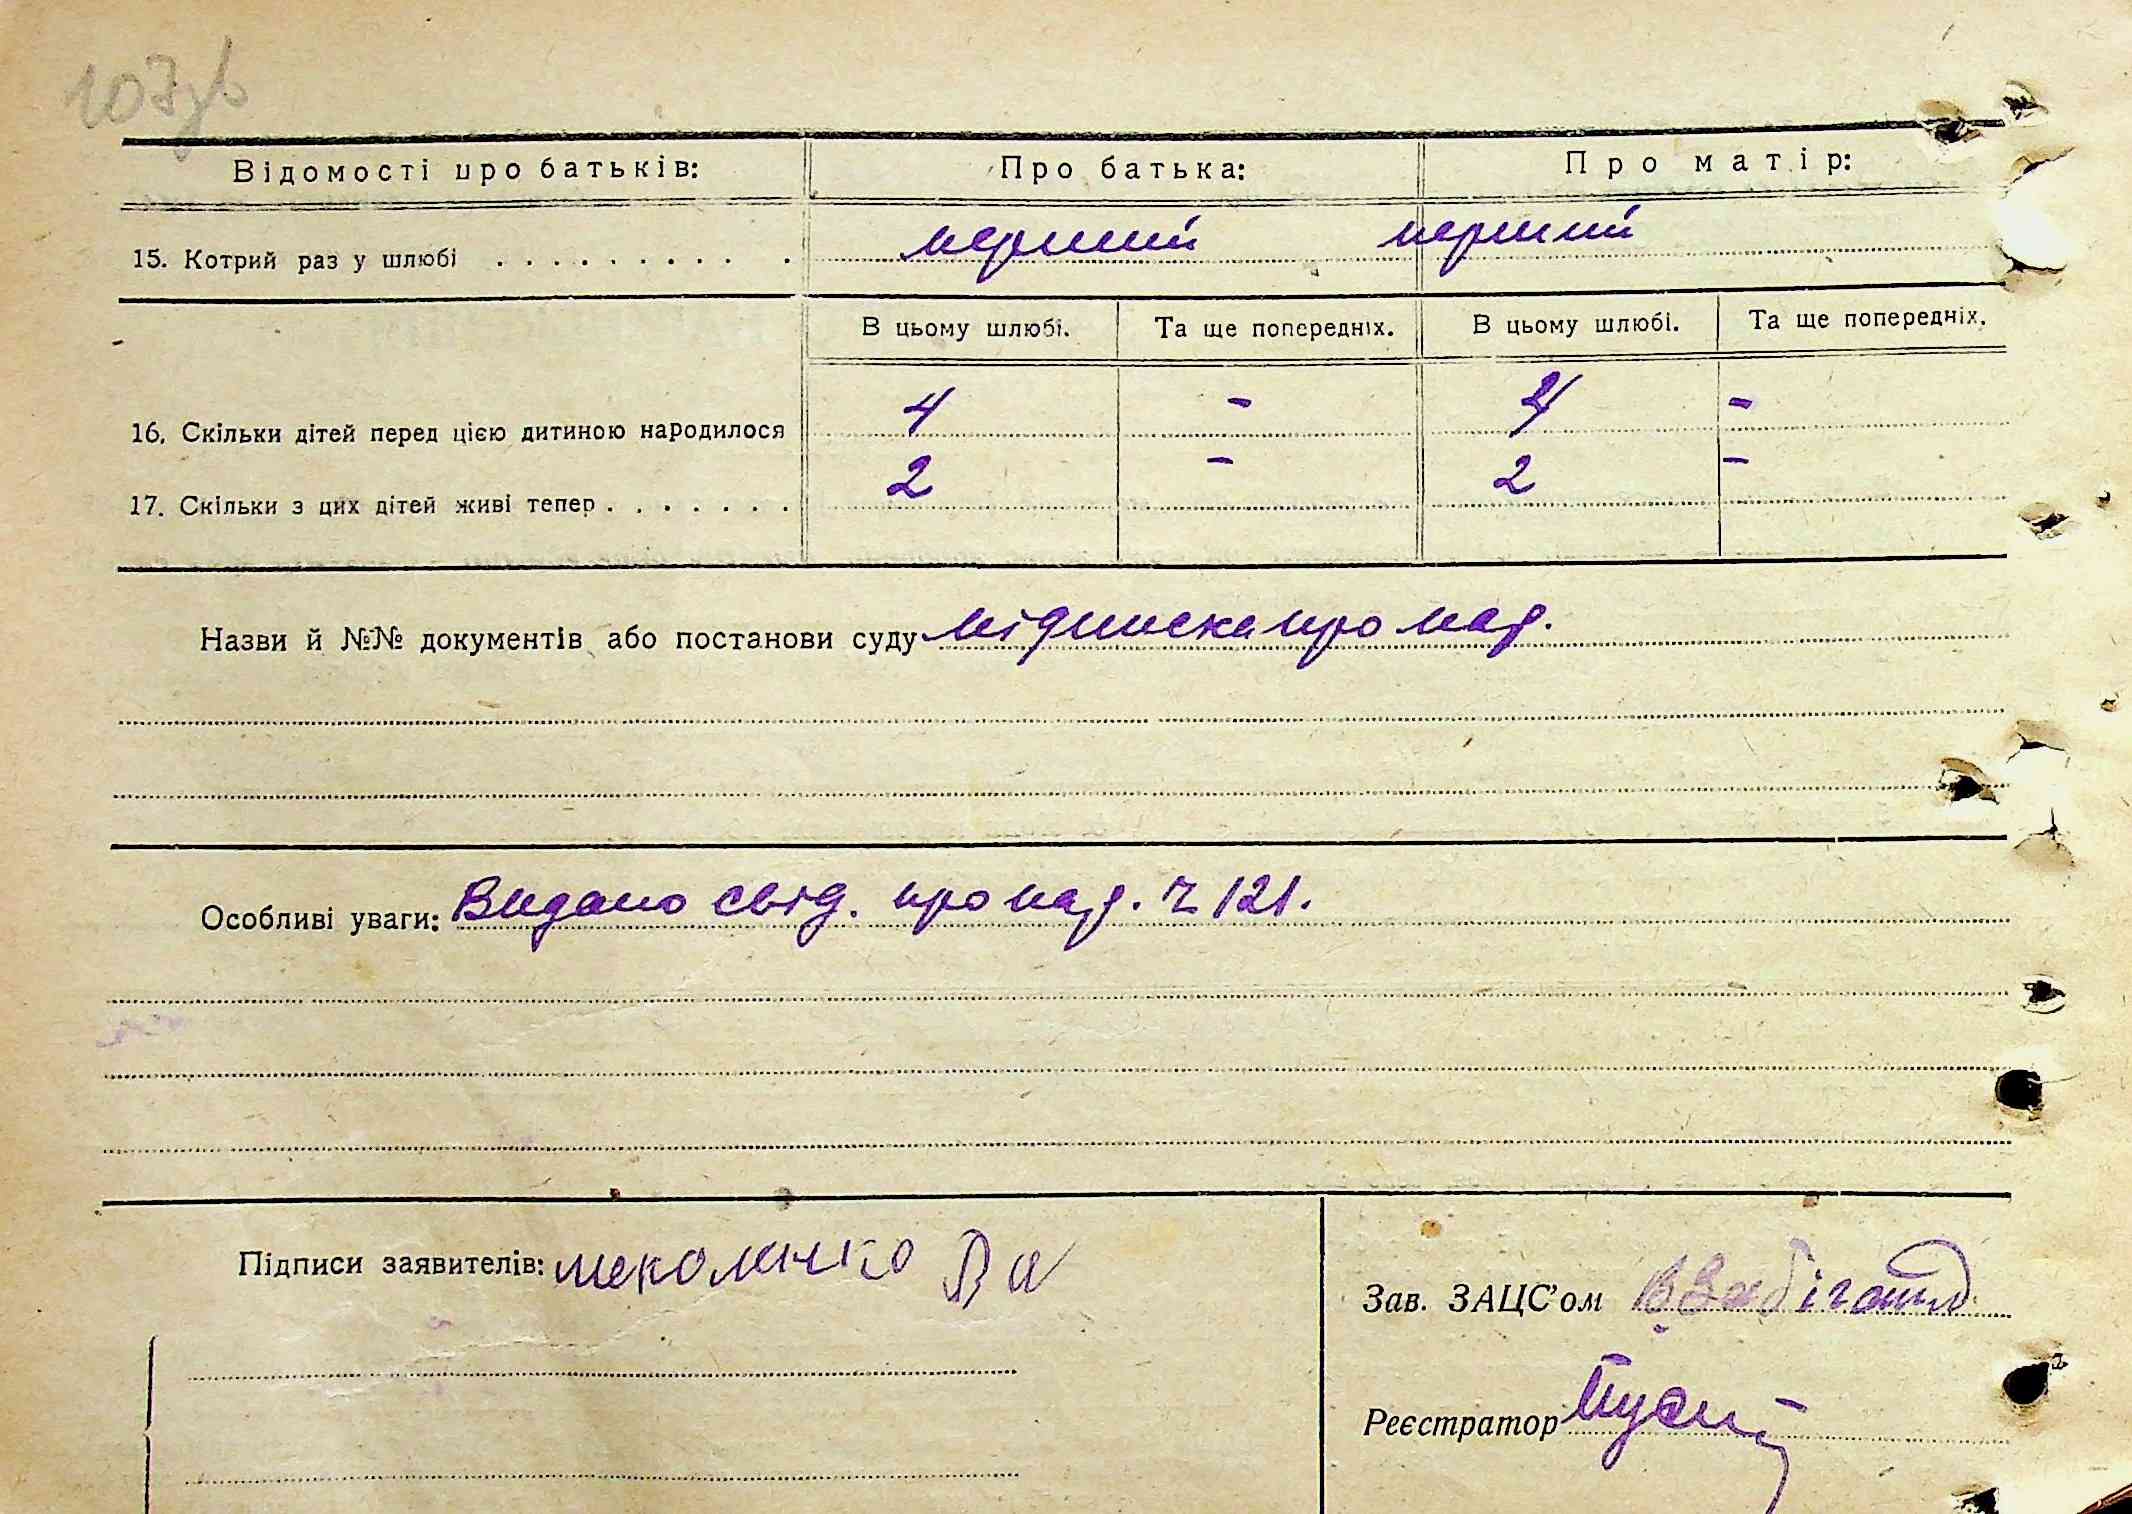 107зв
Відомості про батьків: Про батька: Про матір:
15. Котрий раз у шлюбі . . . . . . . . . . . перший перший
В цьому шлюбі. Та ще попередніх. В цьому шлюбі. Та ще попередніх.
16. Скільки дітей перед цією дитиною народилося 4 – 4 –
17. Скільки з цих дітей живі тепер . . . . . . . 2 – 2 –
Назви й №№ документів або постанови суду підписка про нар.
Особливі уваги: Видано свід. про нар. ч 121.
Підписи заявителів:
Зав. ЗАЦС'ом
Реєстратор